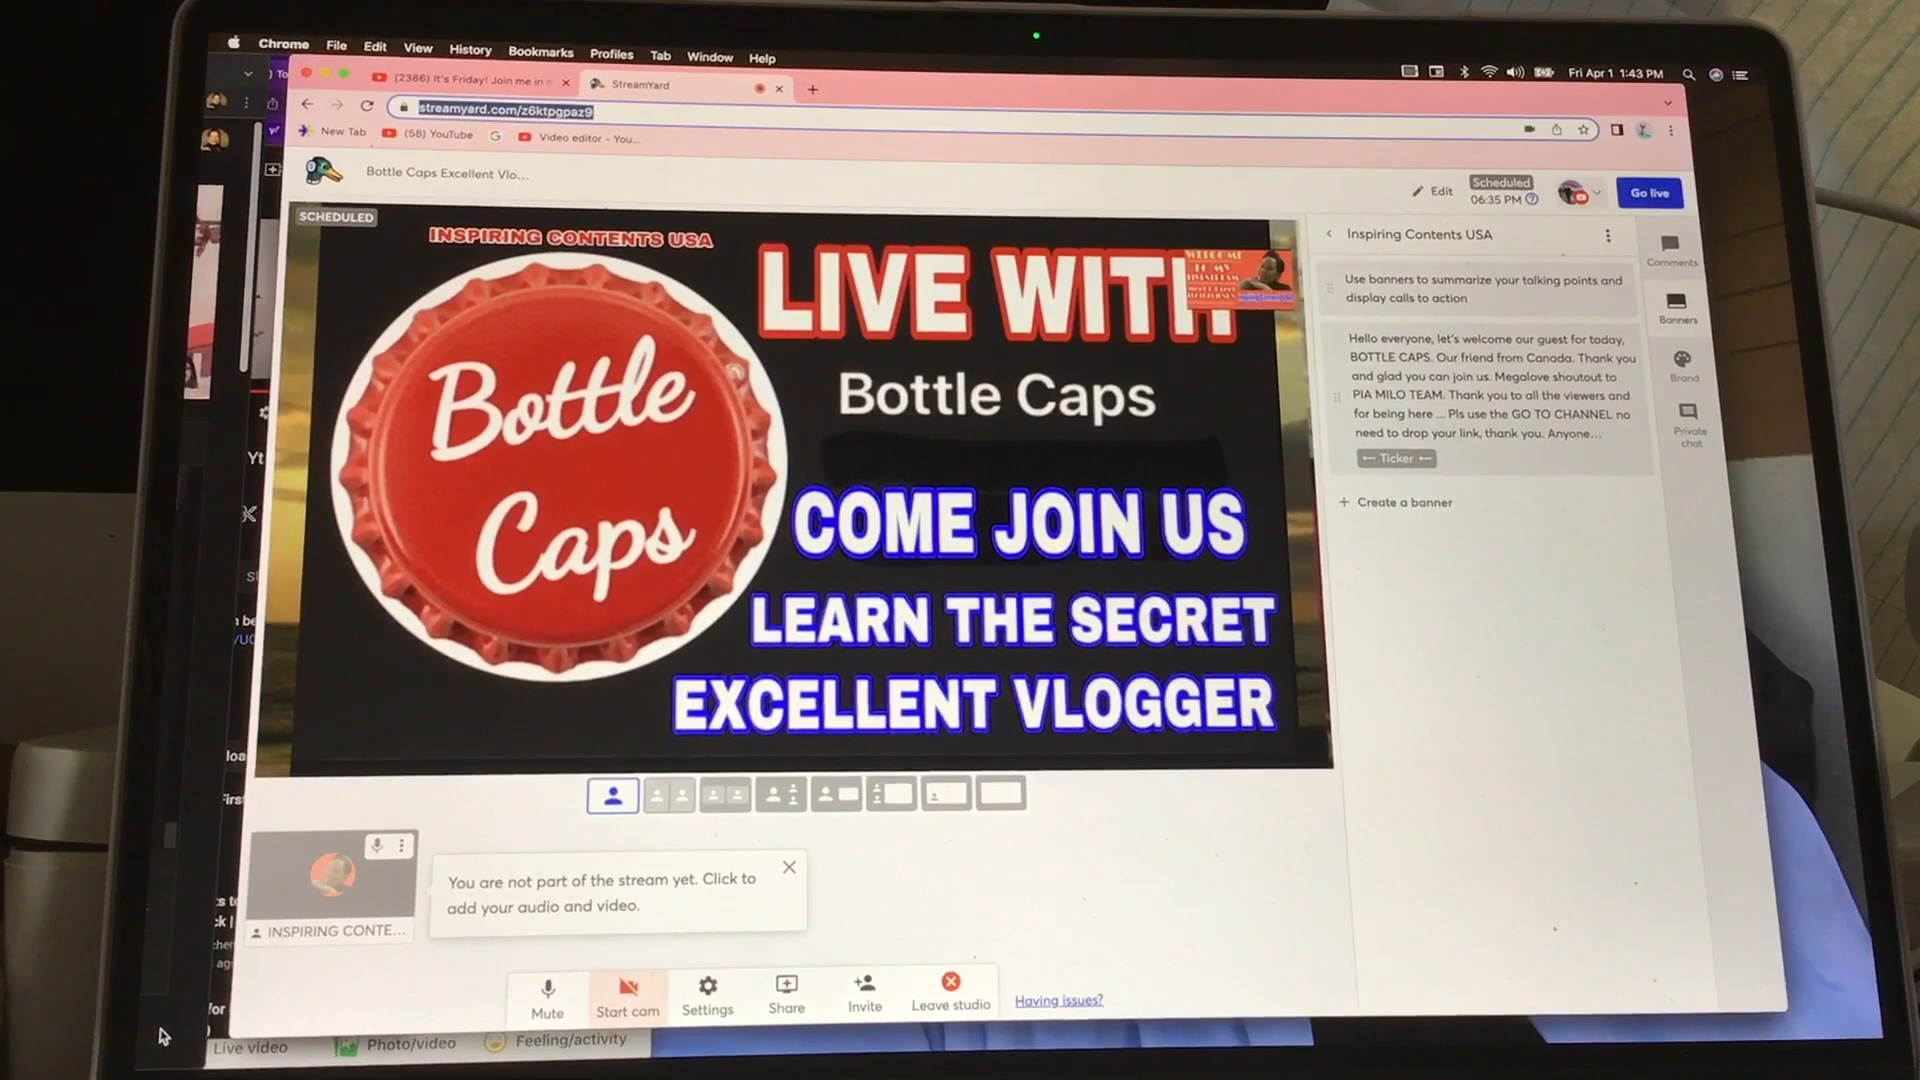 Chrome File Edit View History Bookmarks Profiles Tab Window Help
Fri Apr 1 1:43 PM
(2386) It's Friday! Join me in
StreamYard
streamyard.com/z6ktpgpaz9
New Tab
(58) YouTube
Video editor - You...
Bottle Caps Excellent Vlo...
Edit
Scheduled
06:35 PM
Go live
SCHEDULED
INSPIRING CONTENTS USA
LIVE WITH
WELCOME
TO MY
LIVESTREAM
Bottle
Caps
Bottle Caps
COME JOIN US
LEARN THE SECRET
EXCELLENT VLOGGER
Inspiring Contents USA
Use banners to summarize your talking points and
display calls to action
Hello everyone, let's welcome our guest for today,
BOTTLE CAPS. Our friend from Canada. Thank you
and glad you can join us. Megalove shoutout to
PIA MILO TEAM. Thank you to all the viewers and
for being here ... Pls use the GO TO CHANNEL no
need to drop your link, thank you. Anyone...
Ticker
+ Create a banner
Comments
Banners
Brand
Private
chat
INSPIRING CONTE...
You are not part of the stream yet. Click to
add your audio and video.
Mute
Start cam
Settings
Share
Invite
Leave studio
Having issues?
Live video
Photo/video
Feeling/activity